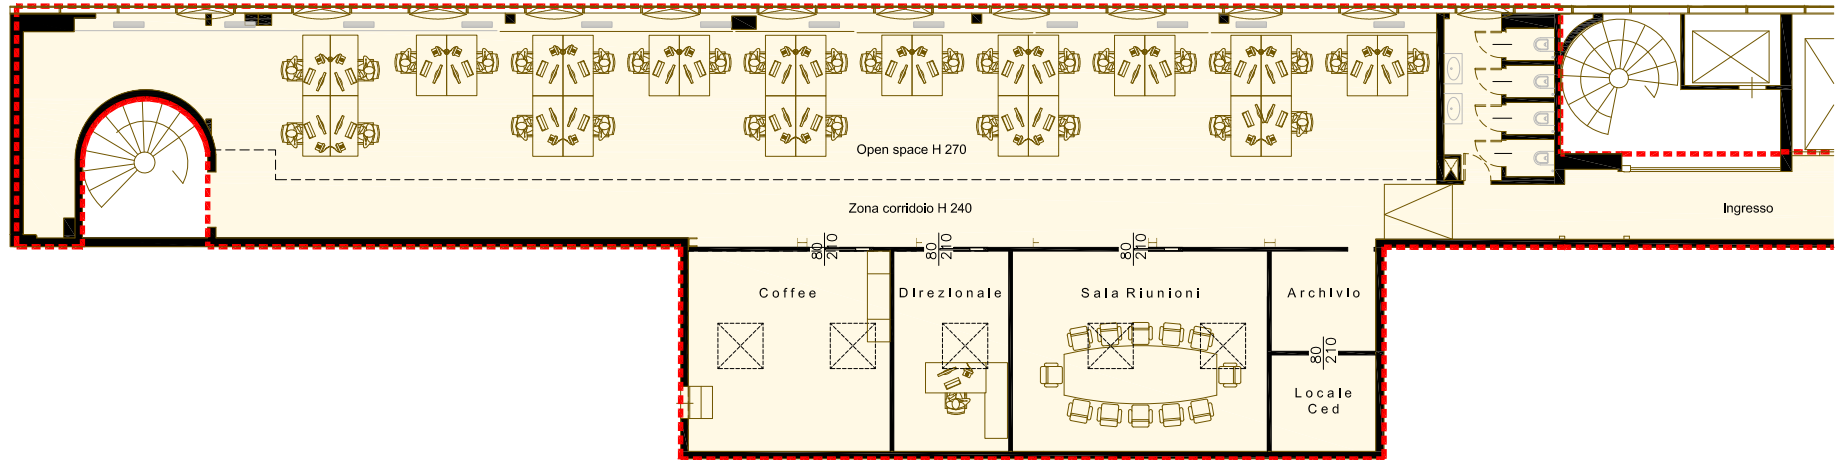 Open space H 270
Zona corridoio H 240
Ingresso
80
210
80
210
80
210
Coffee
Direzionale
Sala Riunioni
Archivio
80
210
Locale
Ced